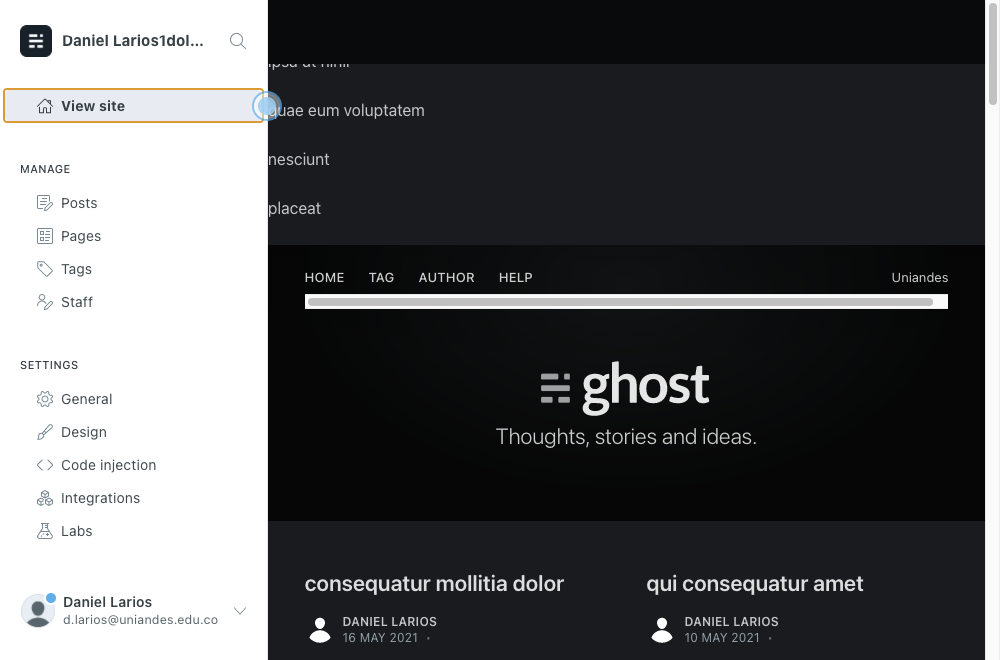 Daniel Larios1dol...
View site
MANAGE
Posts
Pages
Tags
Staff
SETTINGS
General
Design
Code injection
Integrations
Labs
Daniel Larios
d.larios@uniandes.edu.co
quae eum voluptatem
nesciunt
placeat
HOME TAG AUTHOR HELP Uniandes
ghost
Thoughts, stories and ideas.
consequatur mollitia dolor
DANIEL LARIOS
16 MAY 2021 •
qui consequatur amet
DANIEL LARIOS
10 MAY 2021 •